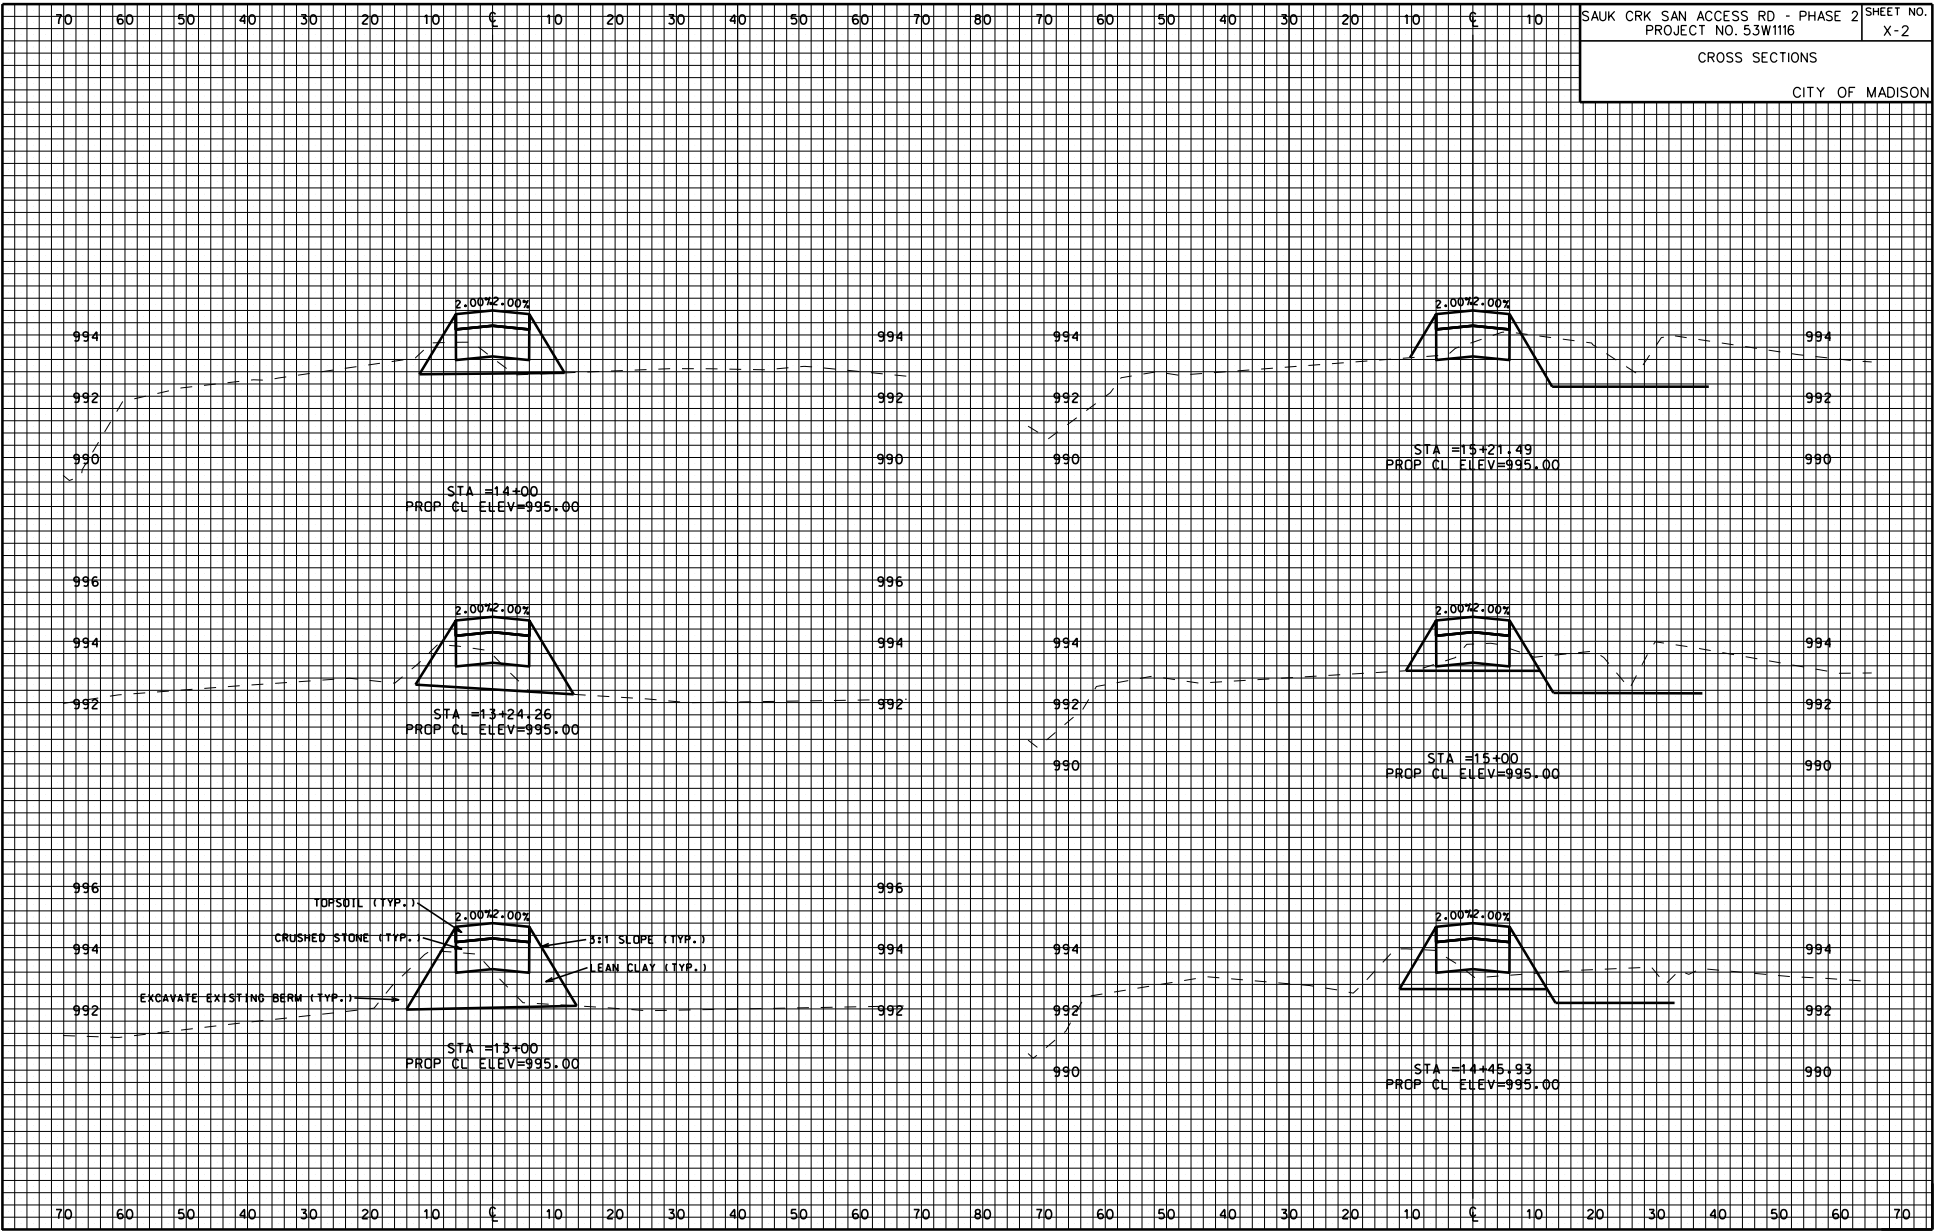 70 60 50 40 30 20 10 ℄ 10 20 30 40 50 60 70 80 70 60 50 40 30 20 10 ℄ 10
SAUK CRK SAN ACCESS RD - PHASE 2
PROJECT NO. 53W1116
SHEET NO.
X-2
CROSS SECTIONS
CITY OF MADISON
2.00% 2.00%
994 994
992 992
990 990
STA =14+00
PROP CL ELEV=995.00
2.00% 2.00%
994 994
992 992
990 990
STA =15+21.49
PROP CL ELEV=995.00
996 996
2.00% 2.00%
994 994
992 992
STA =13+24.26
PROP CL ELEV=995.00
2.00% 2.00%
994 994
992 992
990 990
STA =15+00
PROP CL ELEV=995.00
996 996
TOPSOIL (TYP.)
2.00% 2.00%
CRUSHED STONE (TYP.)
3:1 SLOPE (TYP.)
994 994
LEAN CLAY (TYP.)
EXCAVATE EXISTING BERM (TYP.)
992 992
STA =13+00
PROP CL ELEV=995.00
2.00% 2.00%
994 994
992 992
990 990
STA =14+45.93
PROP CL ELEV=995.00
70 60 50 40 30 20 10 ℄ 10 20 30 40 50 60 70 80 70 60 50 40 30 20 10 ℄ 10 20 30 40 50 60 70